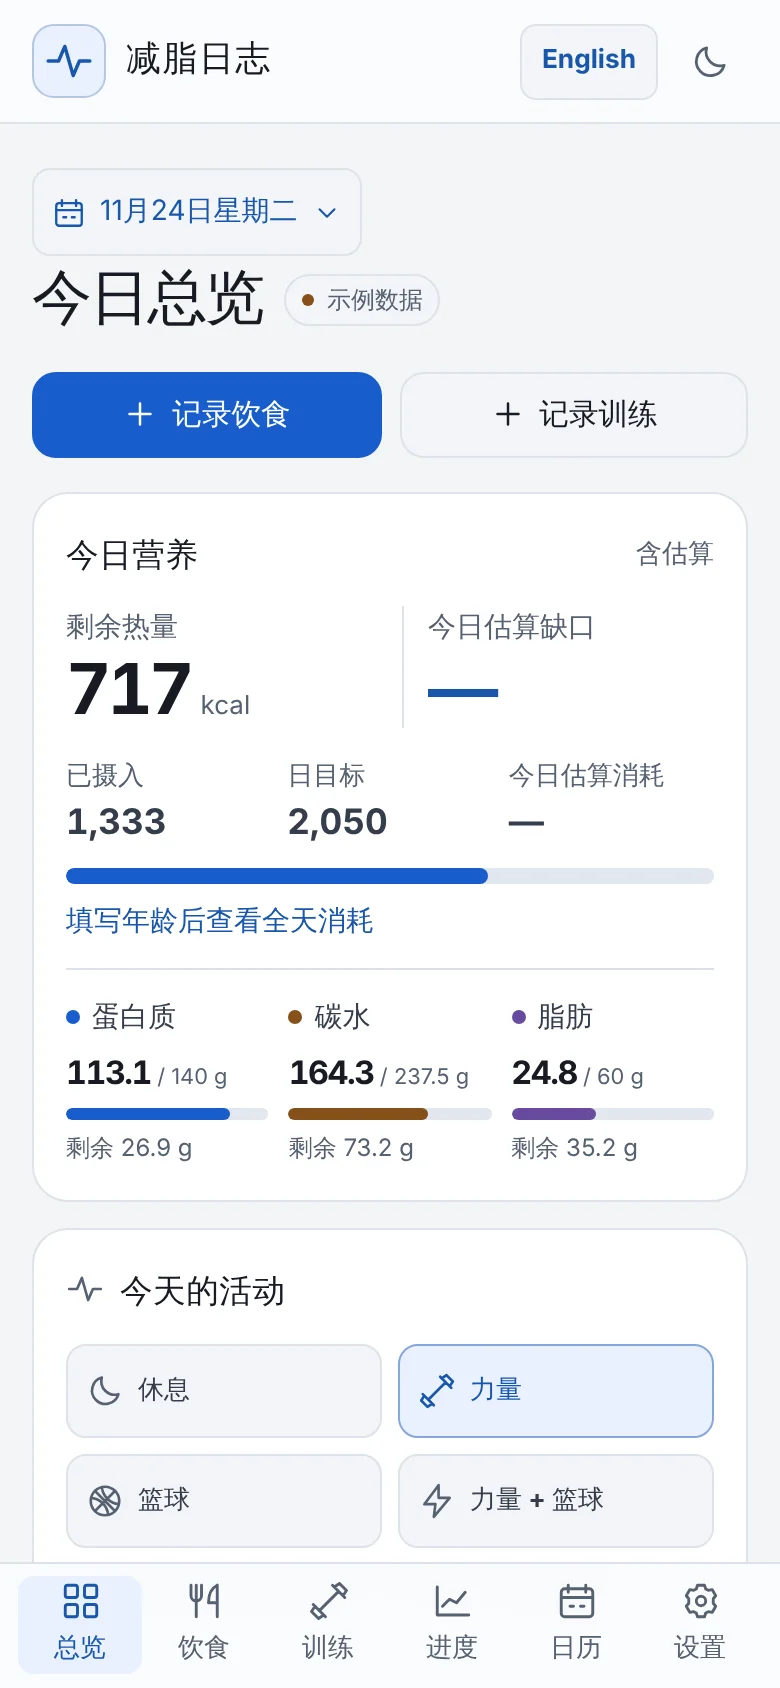 减脂日志
English
11月24日星期二
今日总览
示例数据
记录饮食
记录训练
今日营养
含估算
剩余热量
今日估算缺口
717 kcal
—
已摄入
日目标
今日估算消耗
1,333
2,050
—
填写年龄后查看全天消耗
蛋白质
碳水
脂肪
113.1 / 140 g
164.3 / 237.5 g
24.8 / 60 g
剩余 26.9 g
剩余 73.2 g
剩余 35.2 g
今天的活动
休息
力量
篮球
力量 + 篮球
总览
饮食
训练
进度
日历
设置